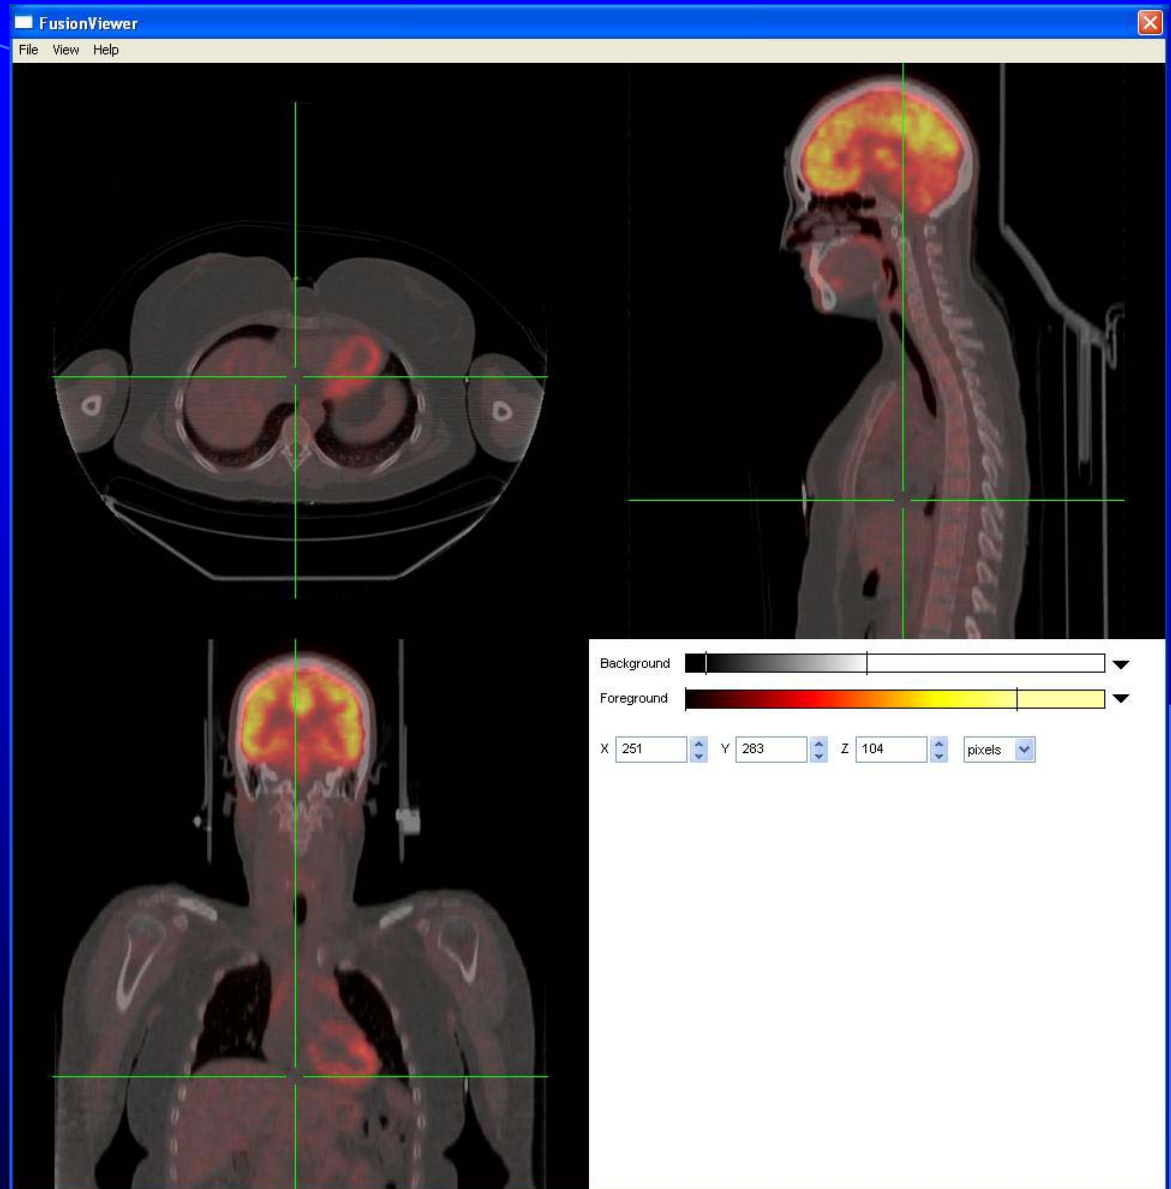 FusionViewer
File View Help
Background
Foreground
X 251 Y 283 Z 104 pixels